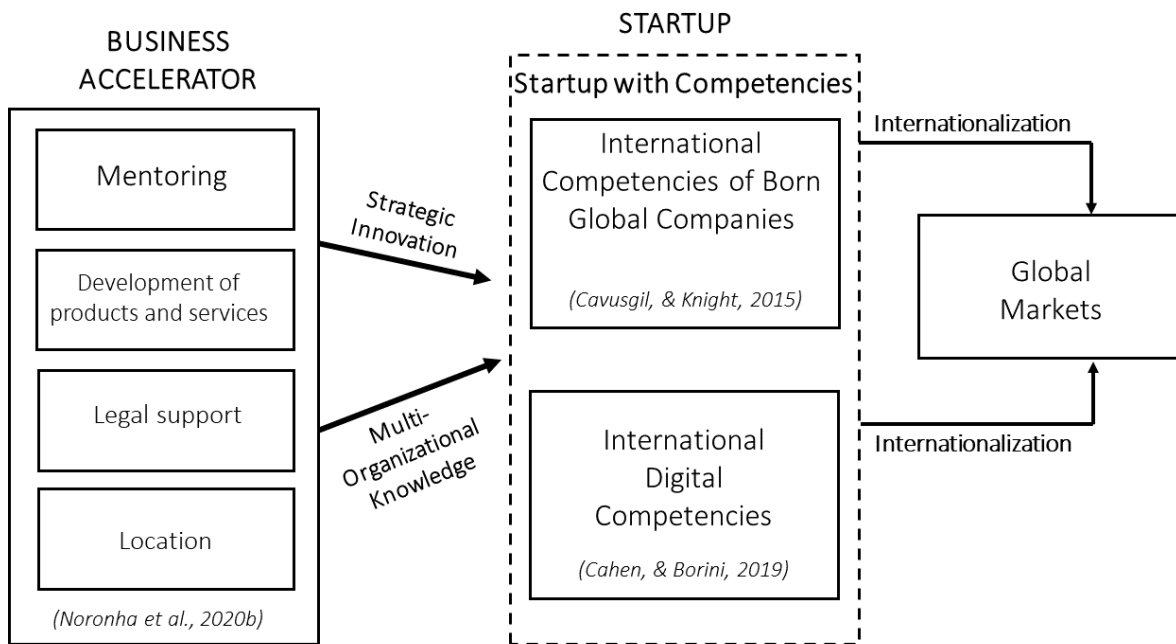 BUSINESS
ACCELERATOR
Mentoring
Development of
products and services
Legal support
Location
(Noronha et al., 2020b)
Strategic
Innovation
Multi-
Organizational
Knowledge
STARTUP
Startup with Competencies
International
Competencies of Born
Global Companies
(Cavusgil, & Knight, 2015)
International
Digital
Competencies
(Cahen, & Borini, 2019)
Internationalization
Global
Markets
Internationalization